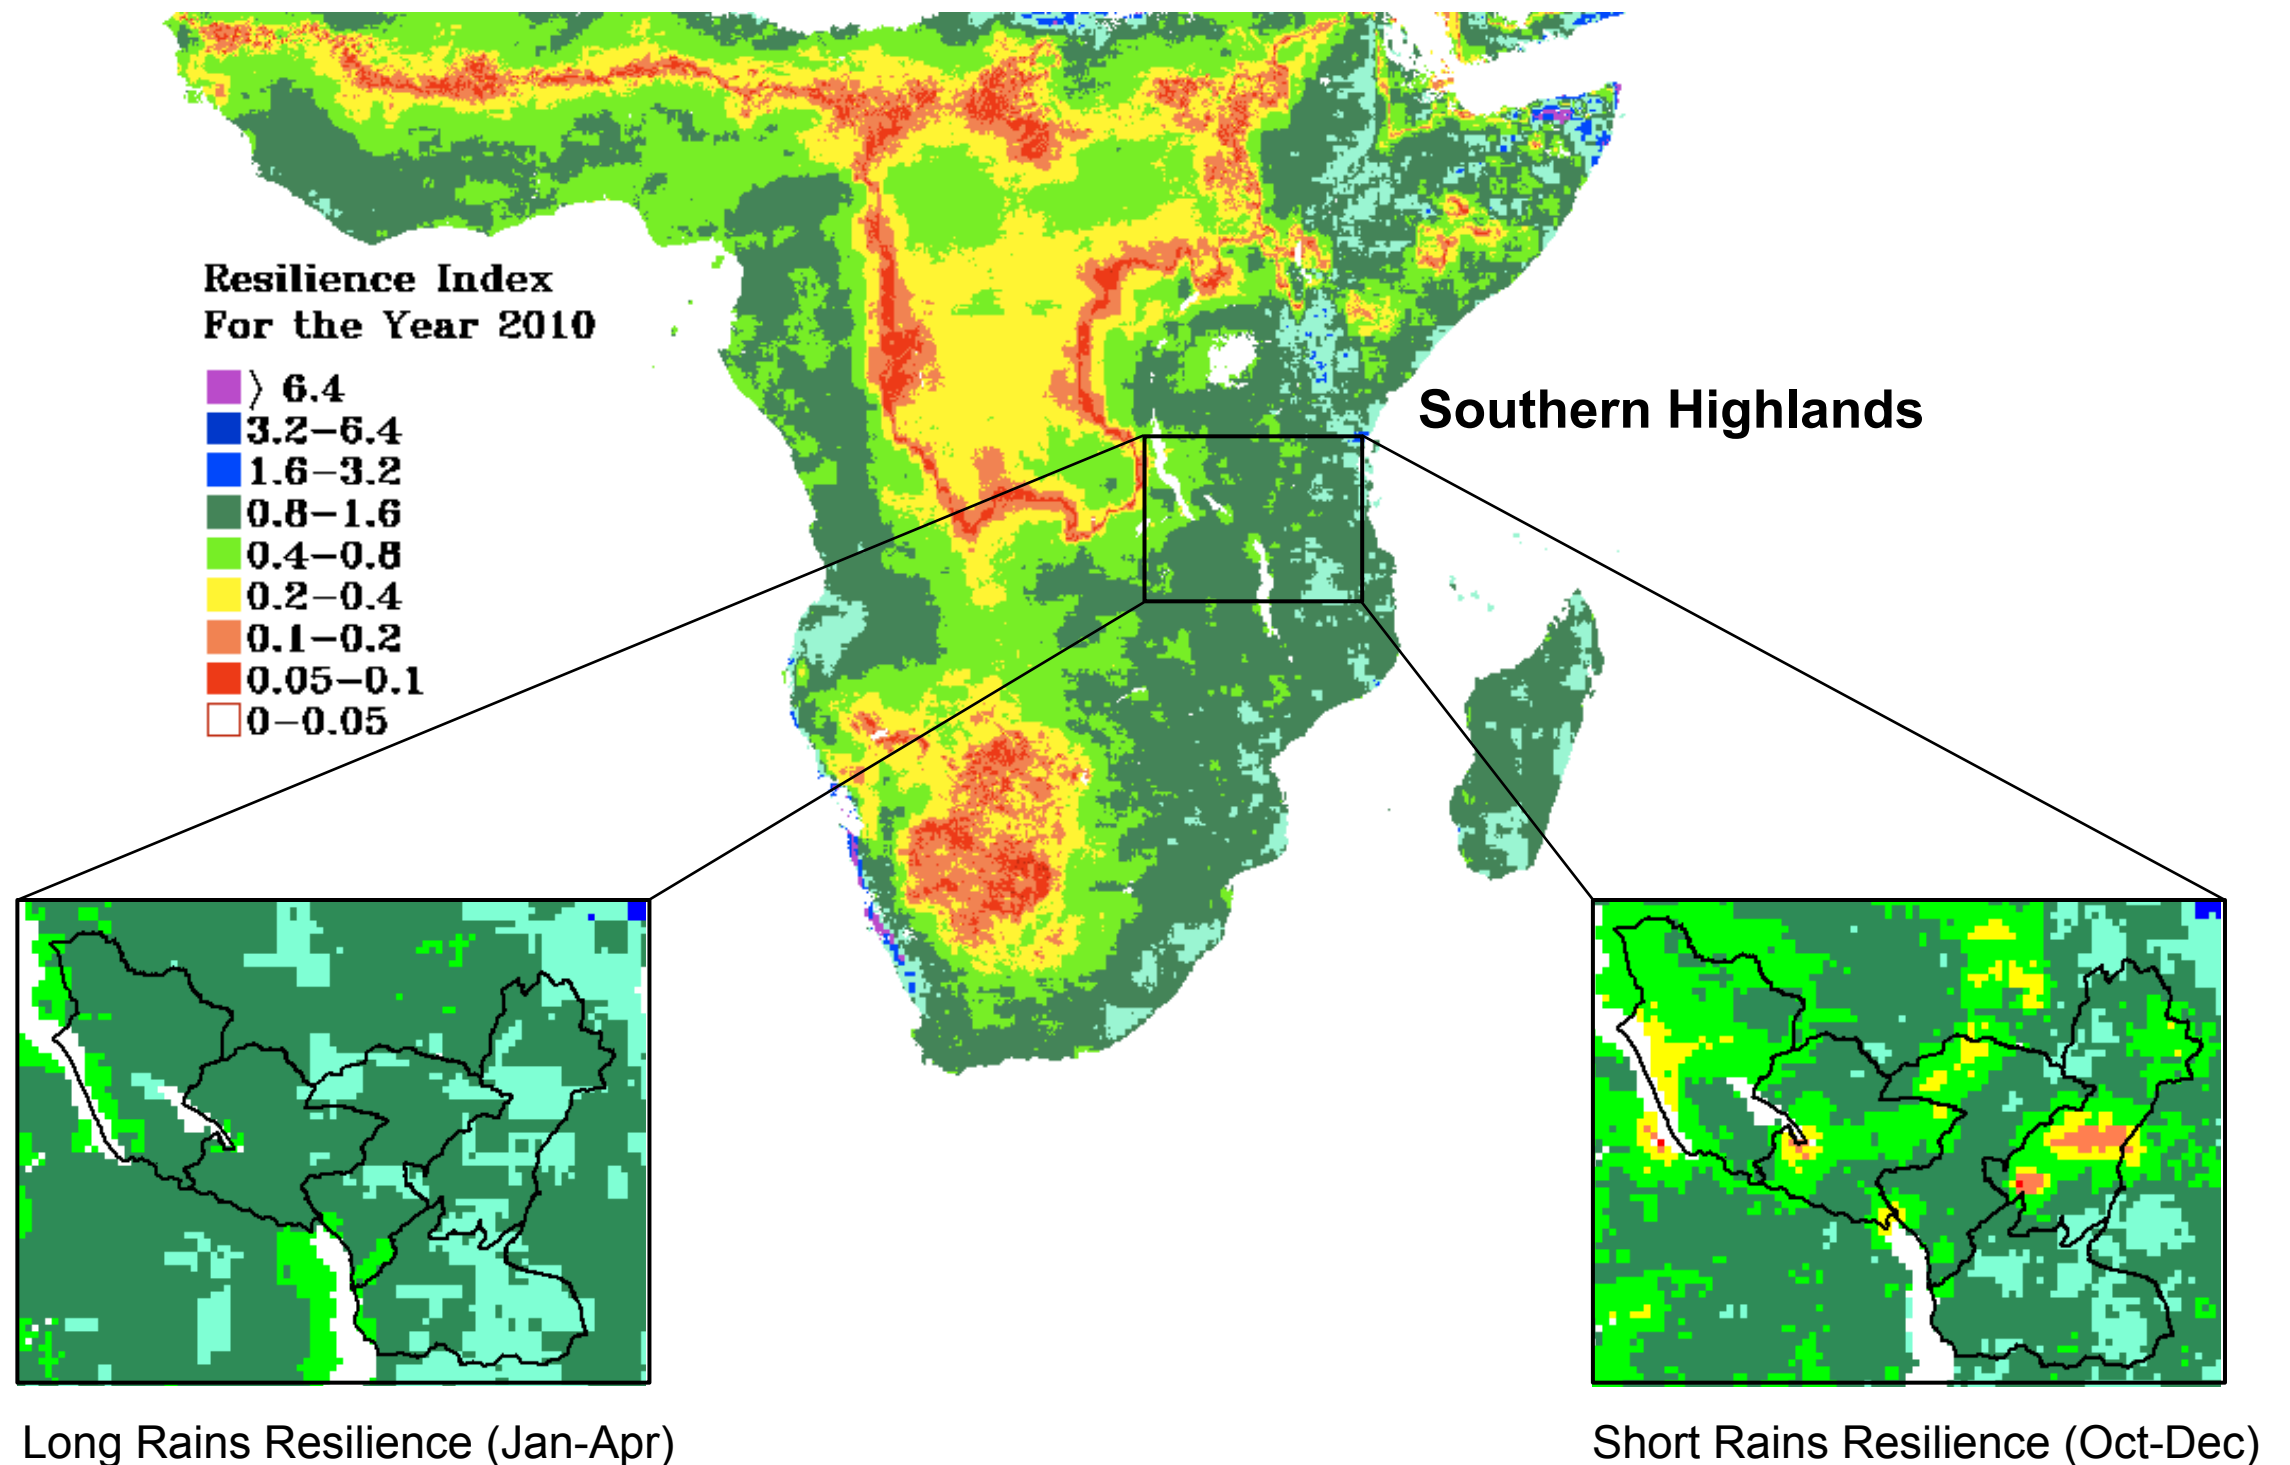 Resilience Index
For the Year 2010
〉 6.4
3.2–6.4
1.6–3.2
0.8–1.6
0.4–0.8
0.2–0.4
0.1–0.2
0.05–0.1
0–0.05
Southern Highlands
Long Rains Resilience (Jan-Apr)
Short Rains Resilience (Oct-Dec)